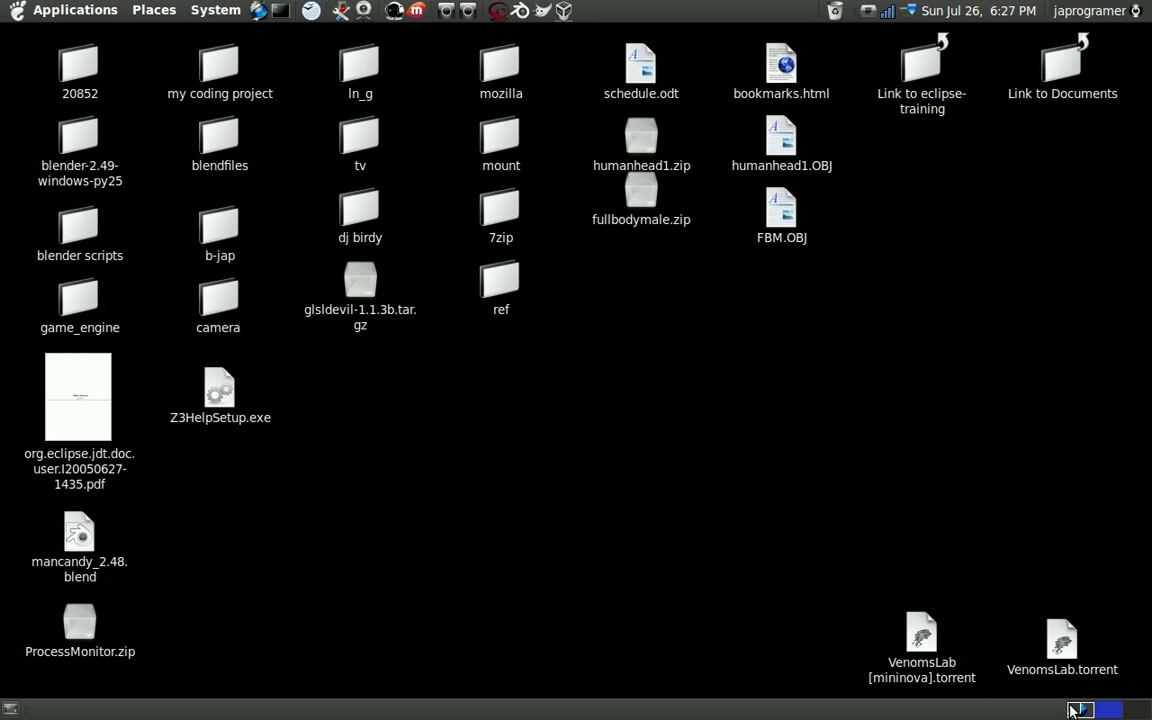 Applications Places System Sun Jul 26, 6:27 PM japrogramer
20852
my coding project
ln_g
mozilla
schedule.odt
bookmarks.html
Link to eclipse-
training
Link to Documents
blender-2.49-
windows-py25
blendfiles
tv
mount
humanhead1.zip
humanhead1.OBJ
blender scripts
b-jap
dj birdy
7zip
fullbodymale.zip
FBM.OBJ
game_engine
camera
glsldevil-1.1.3b.tar.
gz
ref
org.eclipse.jdt.doc.
user.I20050627-
1435.pdf
Z3HelpSetup.exe
mancandy_2.48.
blend
ProcessMonitor.zip
VenomsLab
[mininova].torrent
VenomsLab.torrent